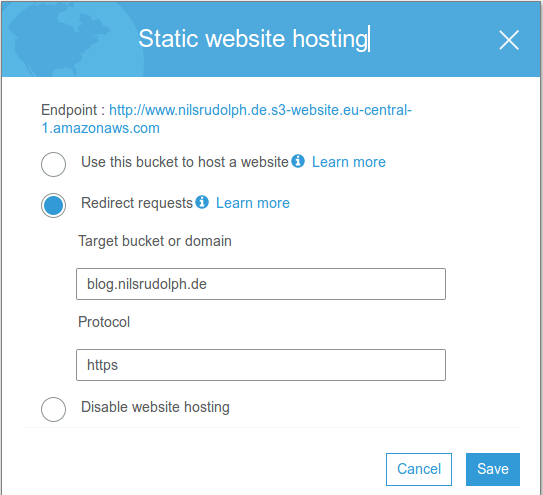 Static website hosting
Endpoint : http://www.nilsrudolph.de.s3-website.eu-central-
1.amazonaws.com
Use this bucket to host a website Learn more
Redirect requests Learn more
Target bucket or domain
blog.nilsrudolph.de
Protocol
https
Disable website hosting
Cancel Save